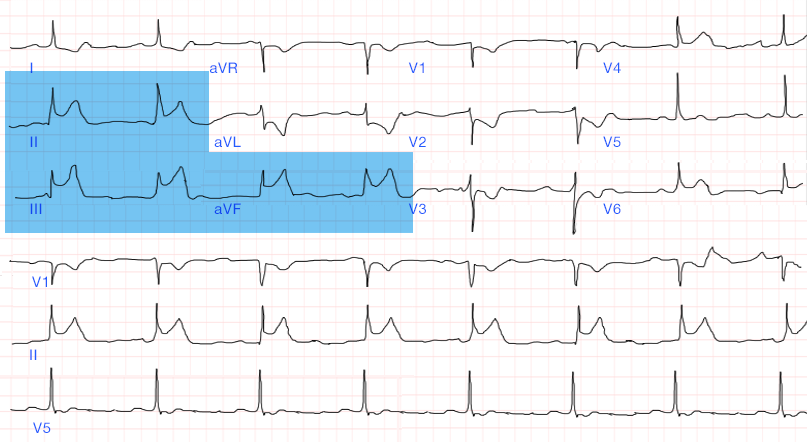 I aVR V1 V4
II aVL V2 V5
III aVF V3 V6
V1
II
V5